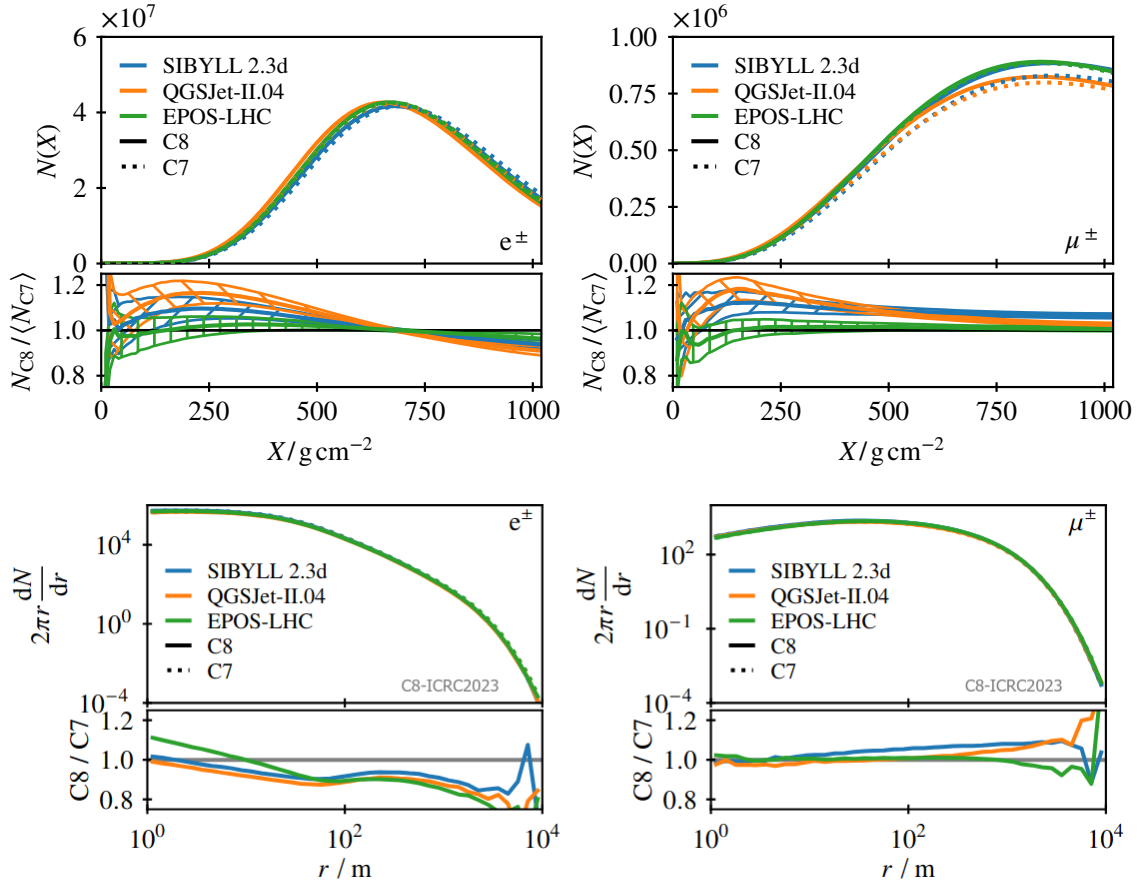 ×10⁷
6
4
2
0
N(X)
SIBYLL 2.3d
QGSJet-II.04
EPOS-LHC
C8
C7
e±
1.2
1.0
0.8
N_C8 / ⟨N_C7⟩
0 250 500 750 1000
X / g cm⁻²
×10⁶
1.00
0.75
0.50
0.25
0.00
N(X)
SIBYLL 2.3d
QGSJet-II.04
EPOS-LHC
C8
C7
μ±
1.2
1.0
0.8
N_C8 / ⟨N_C7⟩
0 250 500 750 1000
X / g cm⁻²
10⁴
10⁰
10⁻⁴
2πr dN/dr
e±
SIBYLL 2.3d
QGSJet-II.04
EPOS-LHC
C8
C7
C8-ICRC2023
1.2
1.0
0.8
C8 / C7
10⁰ 10² 10⁴
r / m
10²
10⁻¹
10⁻⁴
2πr dN/dr
μ±
SIBYLL 2.3d
QGSJet-II.04
EPOS-LHC
C8
C7
C8-ICRC2023
1.2
1.0
0.8
C8 / C7
10⁰ 10² 10⁴
r / m